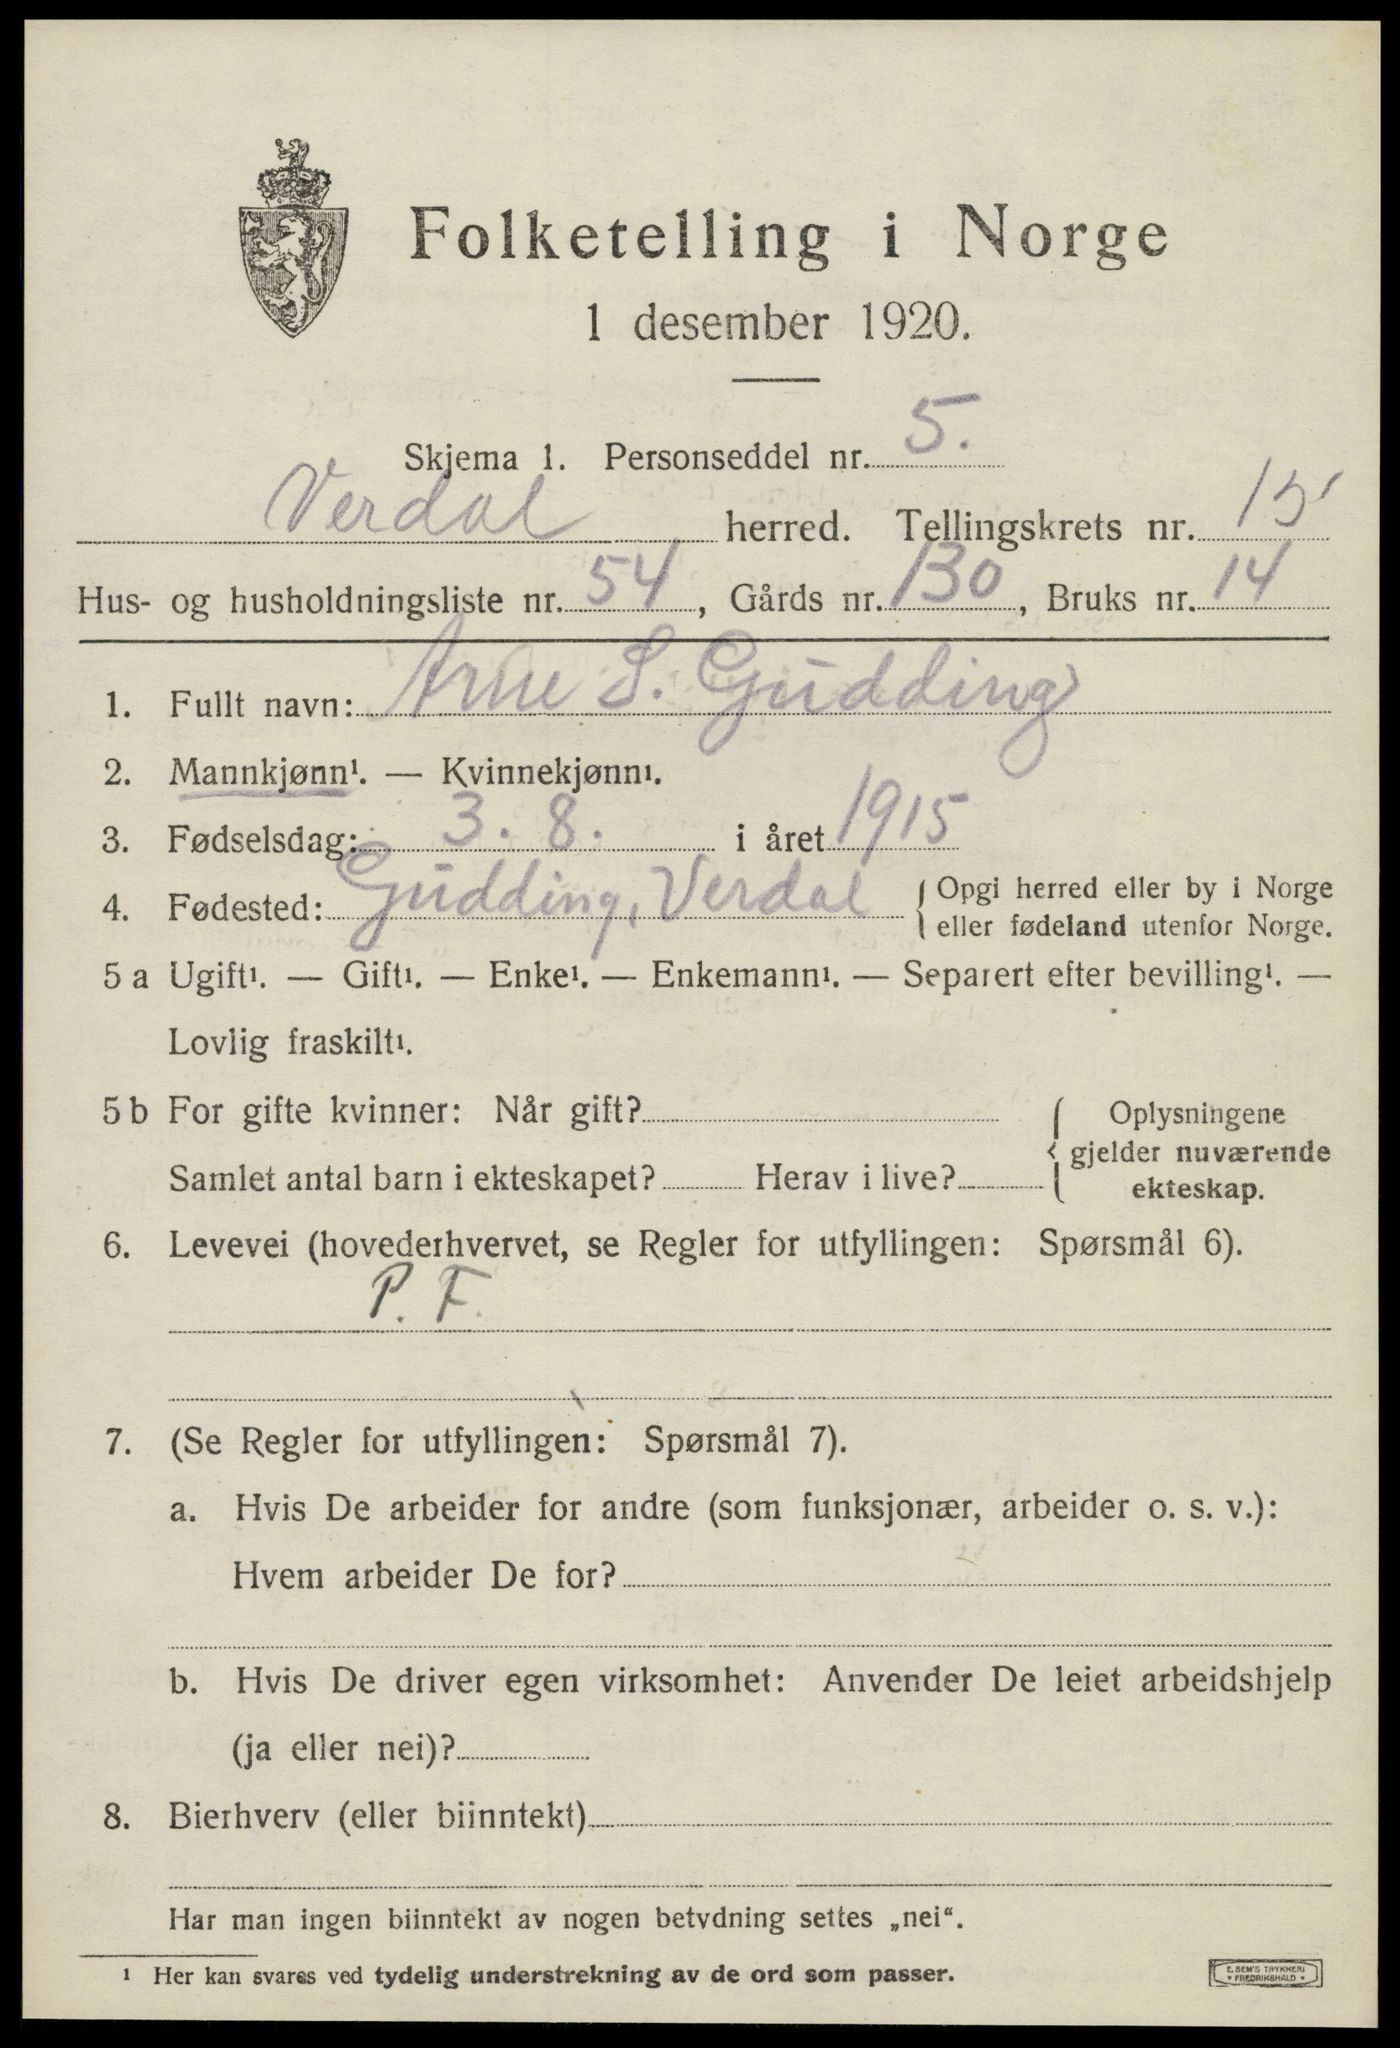 Folketelling i Norge
1 desember 1920.
Skjema 1. Personseddel nr. 5.
Verdal herred. Tellingskrets nr. 15
Hus- og husholdningsliste nr. 54, Gårds nr. 130, Bruks nr. 14
1. Fullt navn: Arne S. Gudding
2. Mannkjønn¹. — Kvinnekjønn¹.
3. Fødselsdag: 3. 8. i året 1915
4. Fødested: Gudding, Verdal { Opgi herred eller by i Norge
eller fødeland utenfor Norge.
5 a Ugift¹. — Gift¹. — Enke¹. — Enkemann¹. — Separert efter bevilling¹. —
Lovlig fraskilt¹.
5 b For gifte kvinner: Når gift? { Oplysningene
gjelder nuværende
Samlet antal barn i ekteskapet? Herav i live? ekteskap.
6. Levevei (hovederhvervet, se Regler for utfyllingen: Spørsmål 6).
P. F.
7. (Se Regler for utfyllingen: Spørsmål 7).
a. Hvis De arbeider for andre (som funksjonær, arbeider o. s. v.):
Hvem arbeider De for?
b. Hvis De driver egen virksomhet: Anvender De leiet arbeidshjelp
(ja eller nei)?
8. Bierhverv (eller biinntekt)
Har man ingen biinntekt av nogen betydning settes „nei“.
¹ Her kan svares ved tydelig understrekning av de ord som passer.
E. SEM'S TRYKKERI
* FREDRIKSHALD *